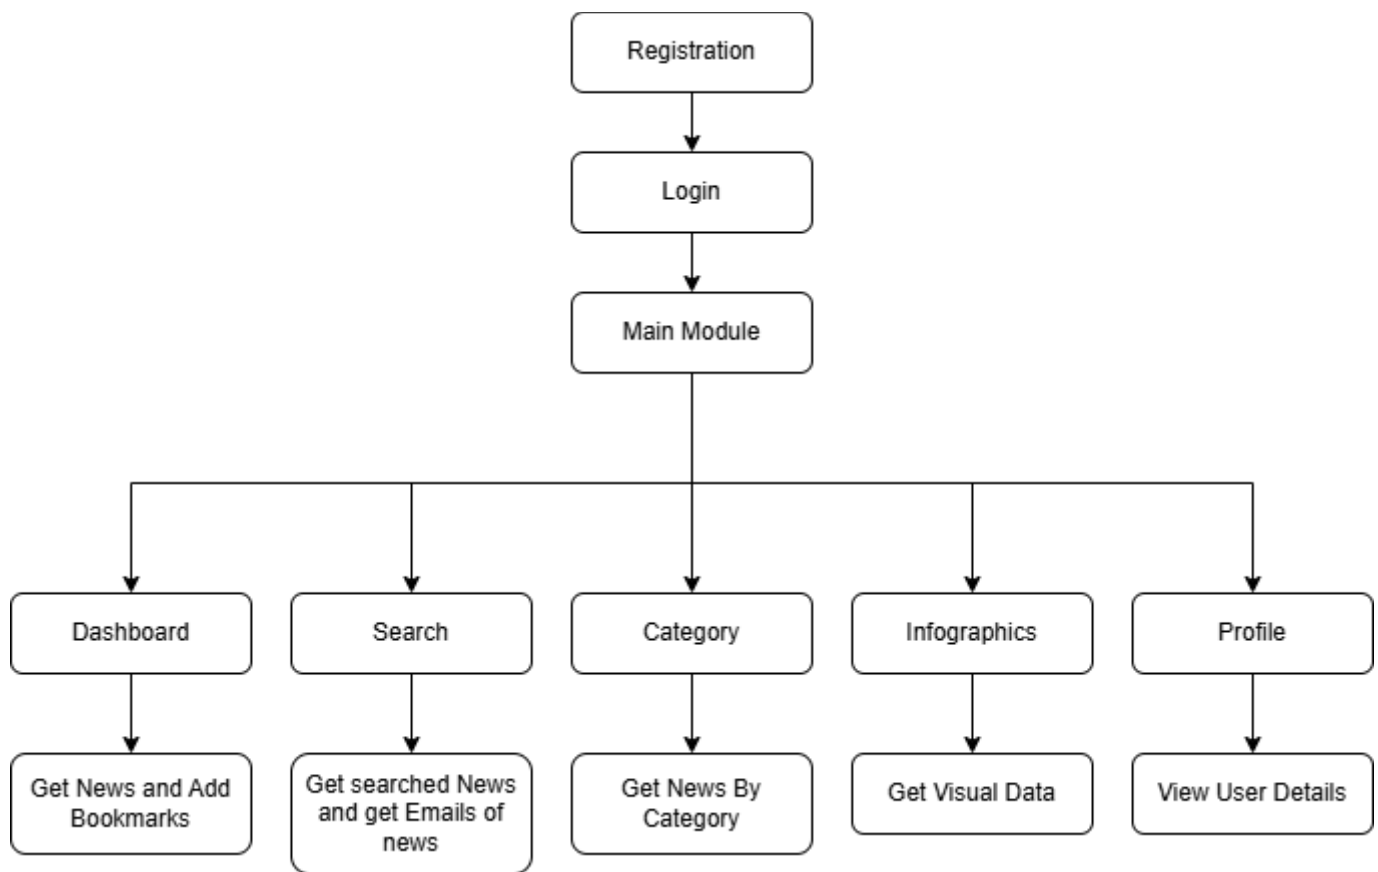 Registration
Login
Main Module
Dashboard
Search
Category
Infographics
Profile
Get News and Add
Bookmarks
Get searched News
and get Emails of
news
Get News By
Category
Get Visual Data
View User Details